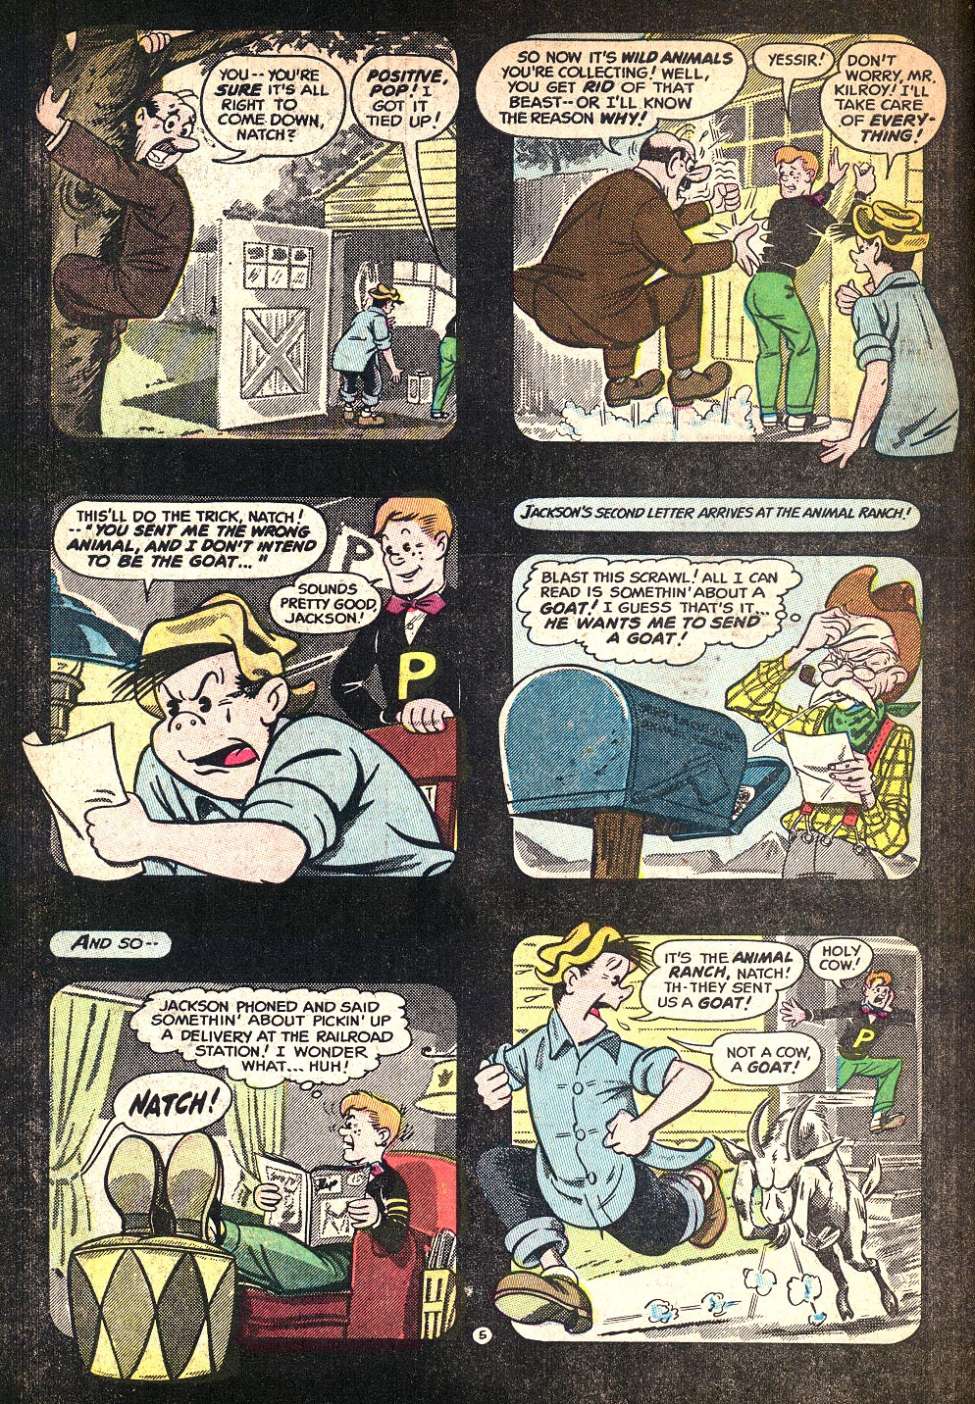 YOU-- YOU'RE
SURE IT'S ALL
RIGHT TO
COME DOWN,
NATCH?
POSITIVE,
POP! I
GOT IT
TIED UP!
SO NOW IT'S WILD ANIMALS
YOU'RE COLLECTING! WELL,
YOU GET RID OF THAT
BEAST-- OR I'LL KNOW
THE REASON WHY!
YESSIR!
DON'T
WORRY, MR.
KILROY! I'LL
TAKE CARE
OF EVERY-
THING!
THIS'LL DO THE TRICK, NATCH!
--"YOU SENT ME THE WRONG
ANIMAL, AND I DON'T INTEND
TO BE THE GOAT..."
SOUNDS
PRETTY GOOD,
JACKSON!
P
P
JACKSON'S SECOND LETTER ARRIVES AT THE ANIMAL RANCH!
BLAST THIS SCRAWL! ALL I CAN
READ IS SOMETHIN' ABOUT A
GOAT! I GUESS THAT'S IT...
HE WANTS ME TO SEND
A GOAT!
AND SO--
JACKSON PHONED AND SAID
SOMETHIN' ABOUT PICKIN' UP
A DELIVERY AT THE RAILROAD
STATION! I WONDER
WHAT... HUH!
NATCH!
IT'S THE ANIMAL
RANCH, NATCH!
TH-THEY SENT
US A GOAT!
HOLY
COW!
NOT A COW,
A GOAT!
P
5